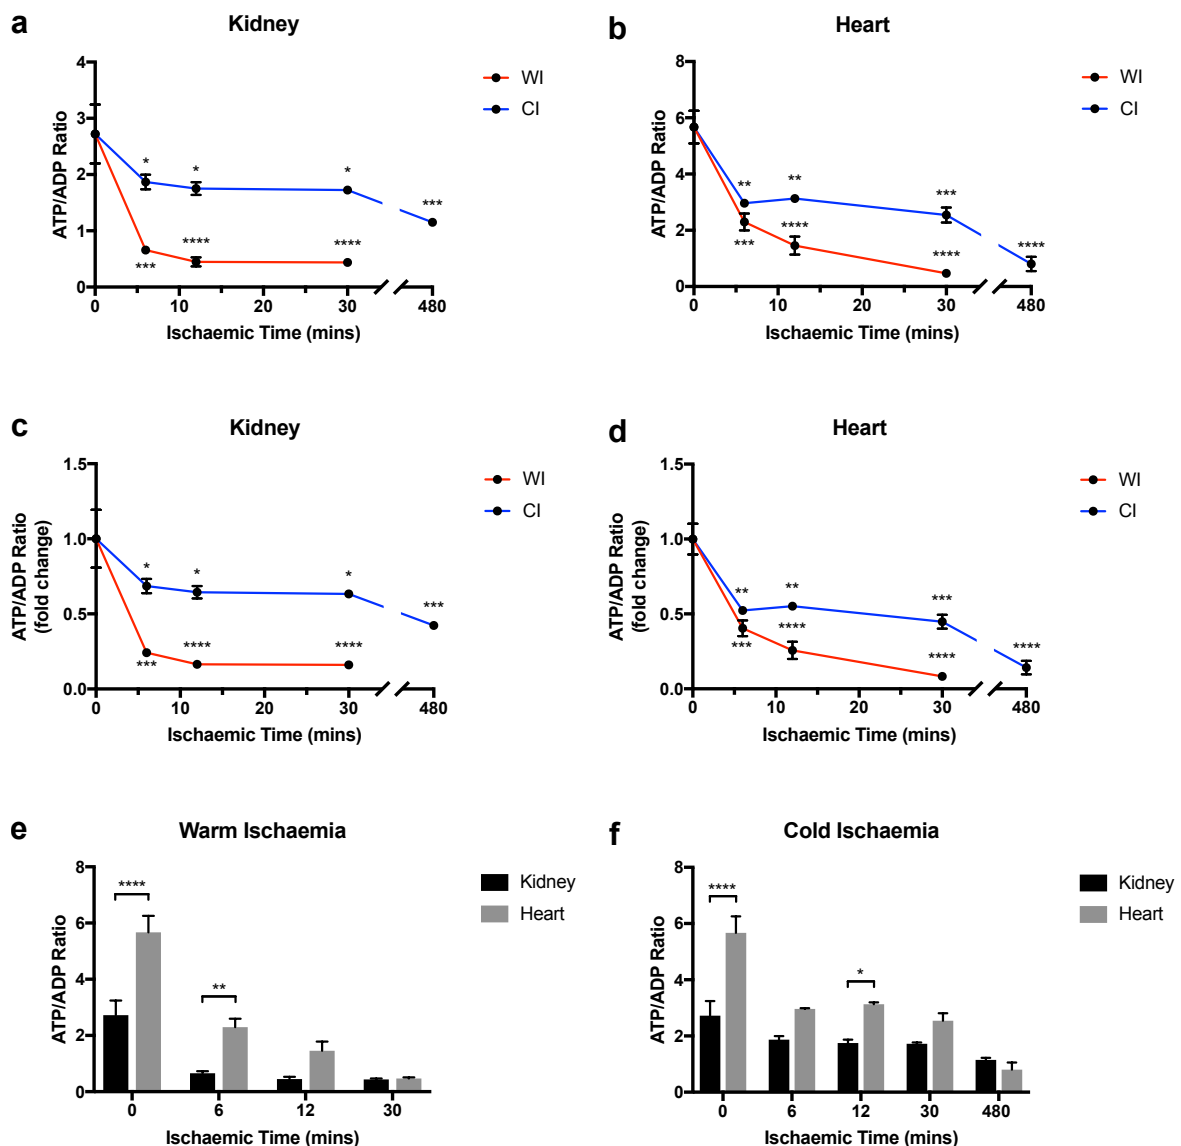 a
Kidney
ATP/ADP Ratio
4
3
2
1
0
*
*
*
***
***
****
****
0
10
20
30
480
Ischaemic Time (mins)
WI
CI
b
Heart
ATP/ADP Ratio
8
6
4
2
0
**
**
***
****
***
****
****
0
10
20
30
480
Ischaemic Time (mins)
WI
CI
c
Kidney
ATP/ADP Ratio
(fold change)
1.5
1.0
0.5
0.0
*
*
*
***
***
****
****
0
10
20
30
480
Ischaemic Time (mins)
WI
CI
d
Heart
ATP/ADP Ratio
(fold change)
1.5
1.0
0.5
0.0
**
**
***
****
***
****
****
0
10
20
30
480
Ischaemic Time (mins)
WI
CI
e
Warm Ischaemia
ATP/ADP Ratio
8
6
4
2
0
****
**
0
6
12
30
Ischaemic Time (mins)
Kidney
Heart
f
Cold Ischaemia
ATP/ADP Ratio
8
6
4
2
0
****
*
0
6
12
30
480
Ischaemic Time (mins)
Kidney
Heart